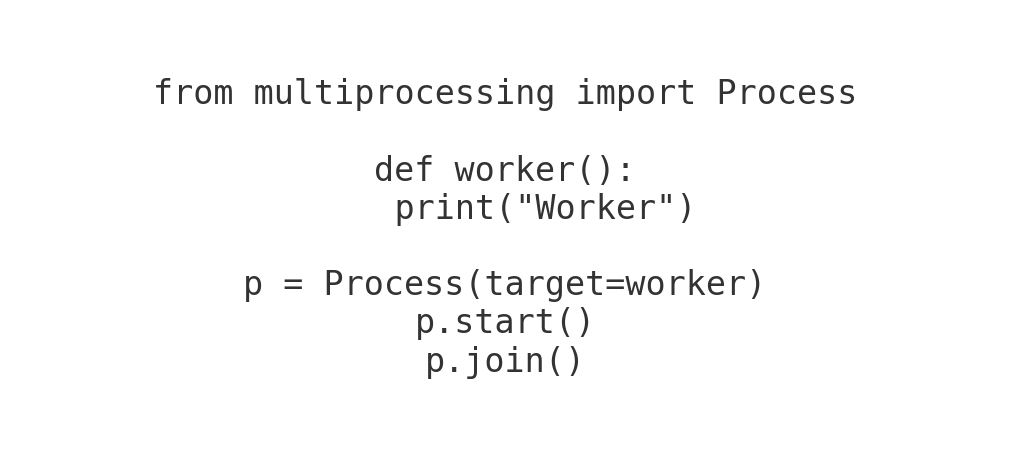 from multiprocessing import Process
def worker():
    print("Worker")
p = Process(target=worker)
p.start()
p.join()